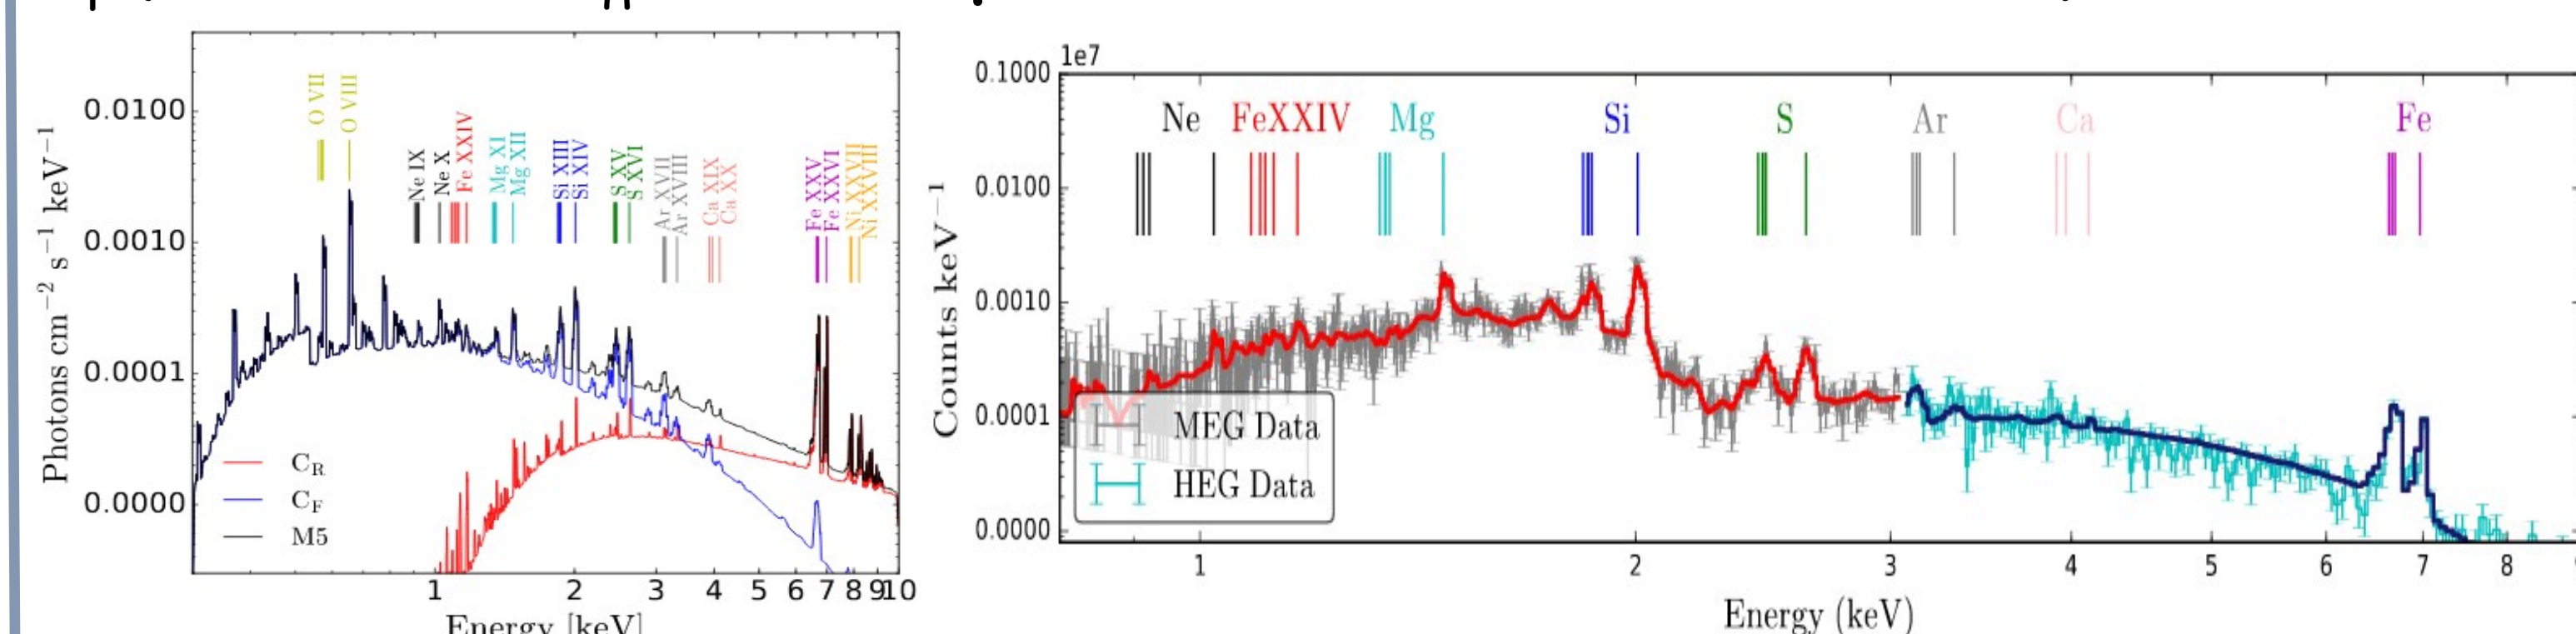 0.0100
0.0010
0.0001
0.0000
Photons cm−2 s−1 keV−1
O VII
O VIII
Ne IX
Ne X
Fe XXIV
Mg XI
Mg XII
Si XIII
Si XIV
S XV
S XVI
Ar XVII
Ar XVIII
Ca XIX
Ca XX
Fe XXV
Fe XXVI
Ni XXVII
Ni XXVIII
CR
CF
M5
1 2 3 4 5 6 7 8 9 10
Energy [keV]
1e7
0.1000
0.0100
0.0010
0.0001
0.0000
Counts keV−1
Ne FeXXIV Mg Si S Ar Ca Fe
MEG Data
HEG Data
1 2 3 4 5 6 7 8
Energy (keV)